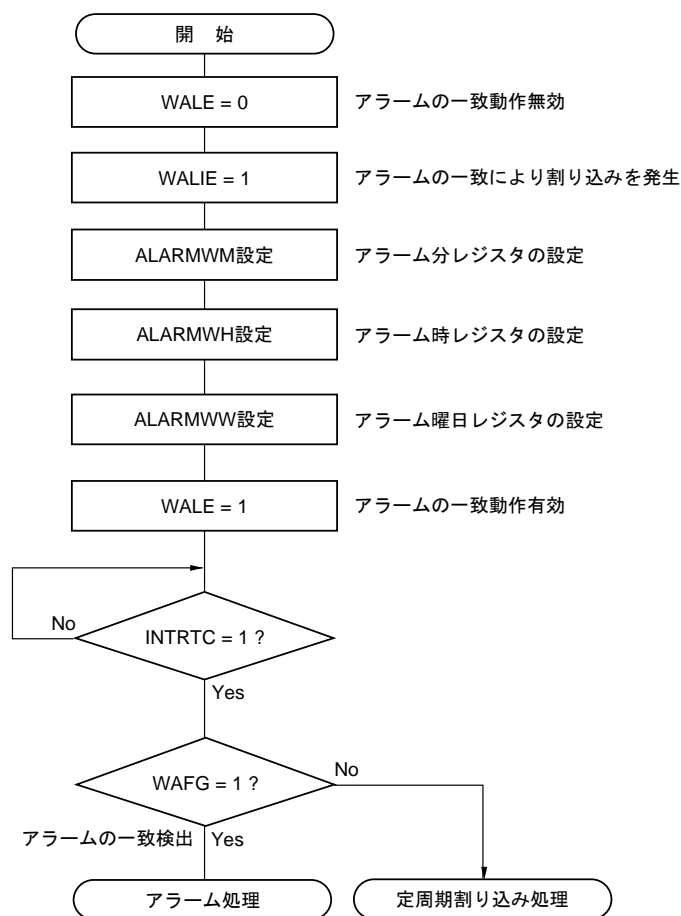 開 始
WALE = 0
アラームの一致動作無効
WALIE = 1
アラームの一致により割り込みを発生
ALARMWM設定
アラーム分レジスタの設定
ALARMWH設定
アラーム時レジスタの設定
ALARMWW設定
アラーム曜日レジスタの設定
WALE = 1
アラームの一致動作有効
No
INTRTC = 1 ?
Yes
WAFG = 1 ?
No
アラームの一致検出
Yes
アラーム処理
定周期割り込み処理